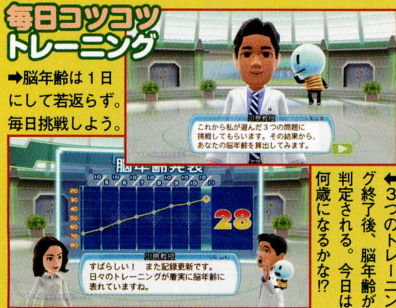 毎日コツコツ
トレーニング
➡脳年齢は１日
にして若返らず。
毎日挑戦しよう。
川島教授
これから私が選んだ３つの問題に
挑戦してもらいます。その結果から、
あなたの脳年齢を算出してみます。
脳年齢発表
20
30
40
50
60
70
80
28
川島教授
すばらしい！　また記録更新です。
日々のトレーニングが着実に脳年齢に
表れていますね。
⬅３つのトレーニン
グ終了後、脳年齢が
判定される。今日は
何歳になるかな!?